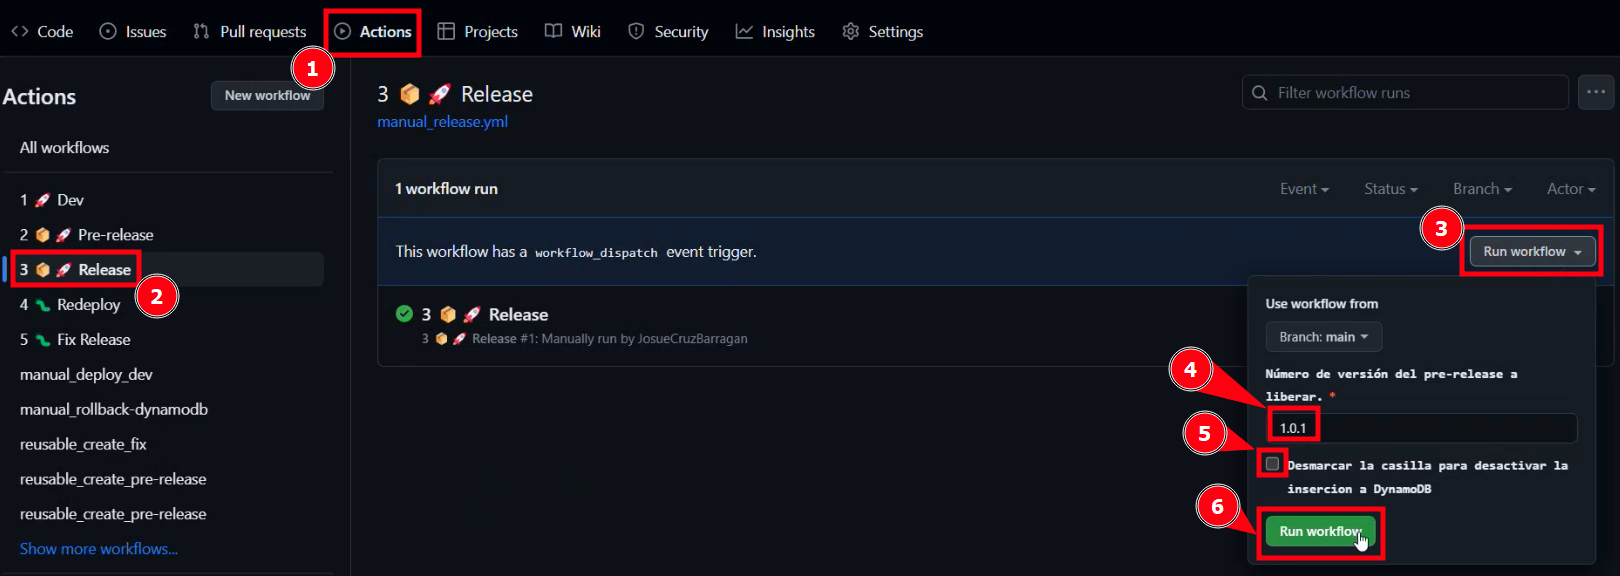 Code Issues Pull requests Actions Projects Wiki Security Insights Settings
1
Actions
New workflow
All workflows
1 🚀 Dev
2 📦 🚀 Pre-release
3 📦 🚀 Release
2
4 🐛 Redeploy
5 🐛 Fix Release
manual_deploy_dev
manual_rollback-dynamodb
reusable_create_fix
reusable_create_pre-release
reusable_create_pre-release
Show more workflows...
3 📦 🚀 Release
manual_release.yml
Filter workflow runs
1 workflow run
Event Status Branch Actor
3
This workflow has a workflow_dispatch event trigger.
Run workflow
3 📦 🚀 Release
3 📦 🚀 Release #1: Manually run by JosueCruzBarragan
Use workflow from
Branch: main
4
Número de versión del pre-release a
liberar. *
1.0.1
5
Desmarcar la casilla para desactivar la
insercion a DynamoDB
6
Run workflow